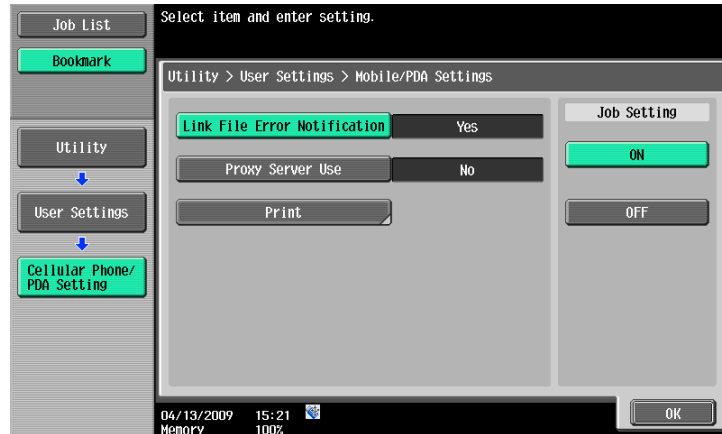 Job List
Bookmark
Utility
User Settings
Cellular Phone/
PDA Setting
Select item and enter setting.
Utility > User Settings > Mobile/PDA Settings
Link File Error Notification Yes
Proxy Server Use No
Print
Job Setting
ON
OFF
04/13/2009 15:21
Memory 100%
OK